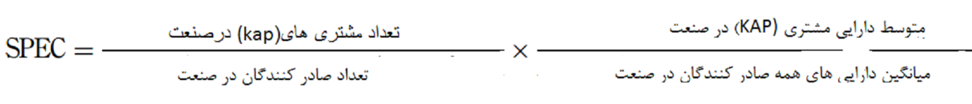 SPEC = تعداد مشتری های(kap) درصنعت × متوسط دارایی مشتری (KAP) در صنعت
تعداد صادر کنندگان در صنعت میانگین دارایی های همه صادر کنندگان در صنعت